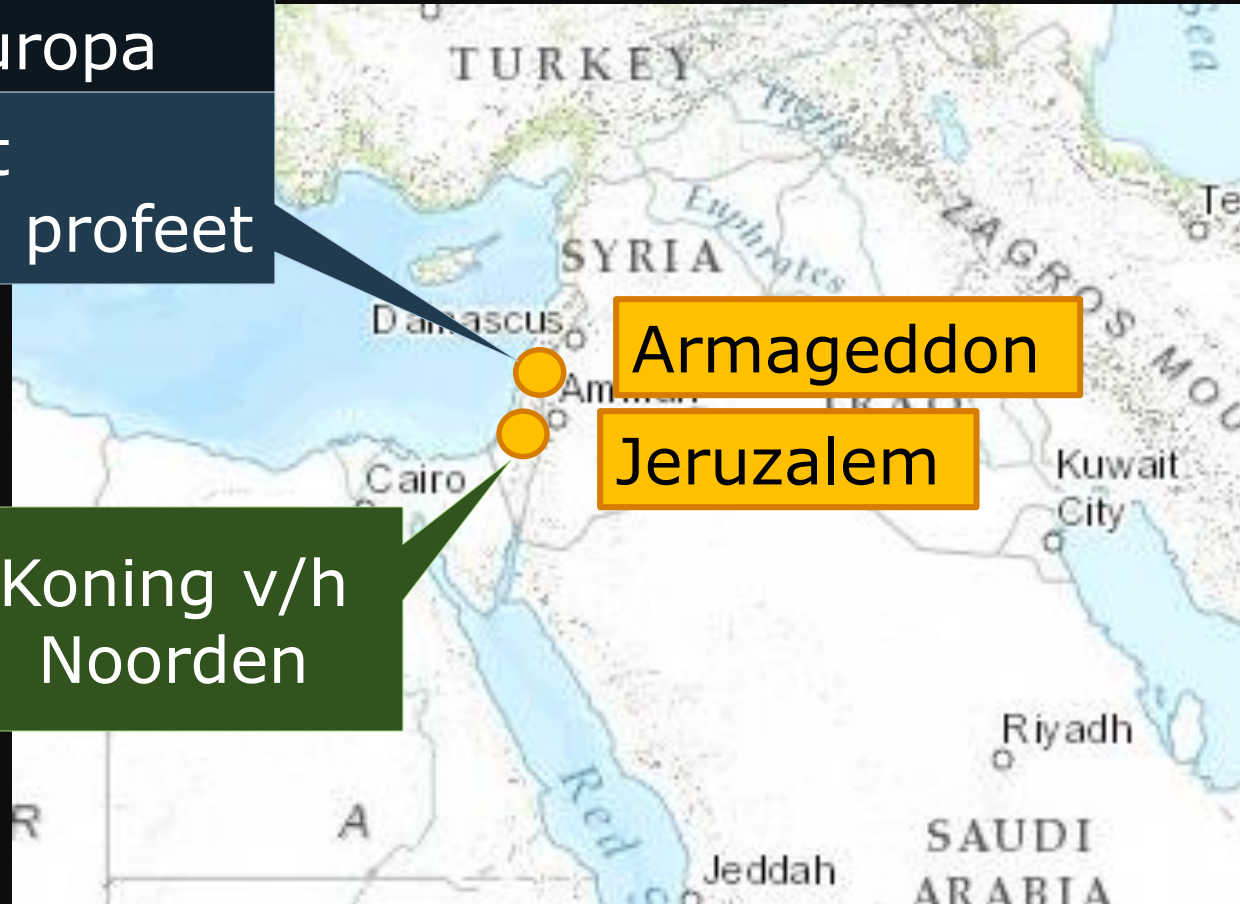 uropa
t
profeet
TURKEY
Tigris
ed
Te
Euphrates
ZAGROS MOU
SYRIA
Damascus
Armageddon
Jeruzalem
Cairo
Kuwait
City
Koning v/h
Noorden
Riyadh
R
A
Red
S
SAUDI
ARABIA
Jeddah